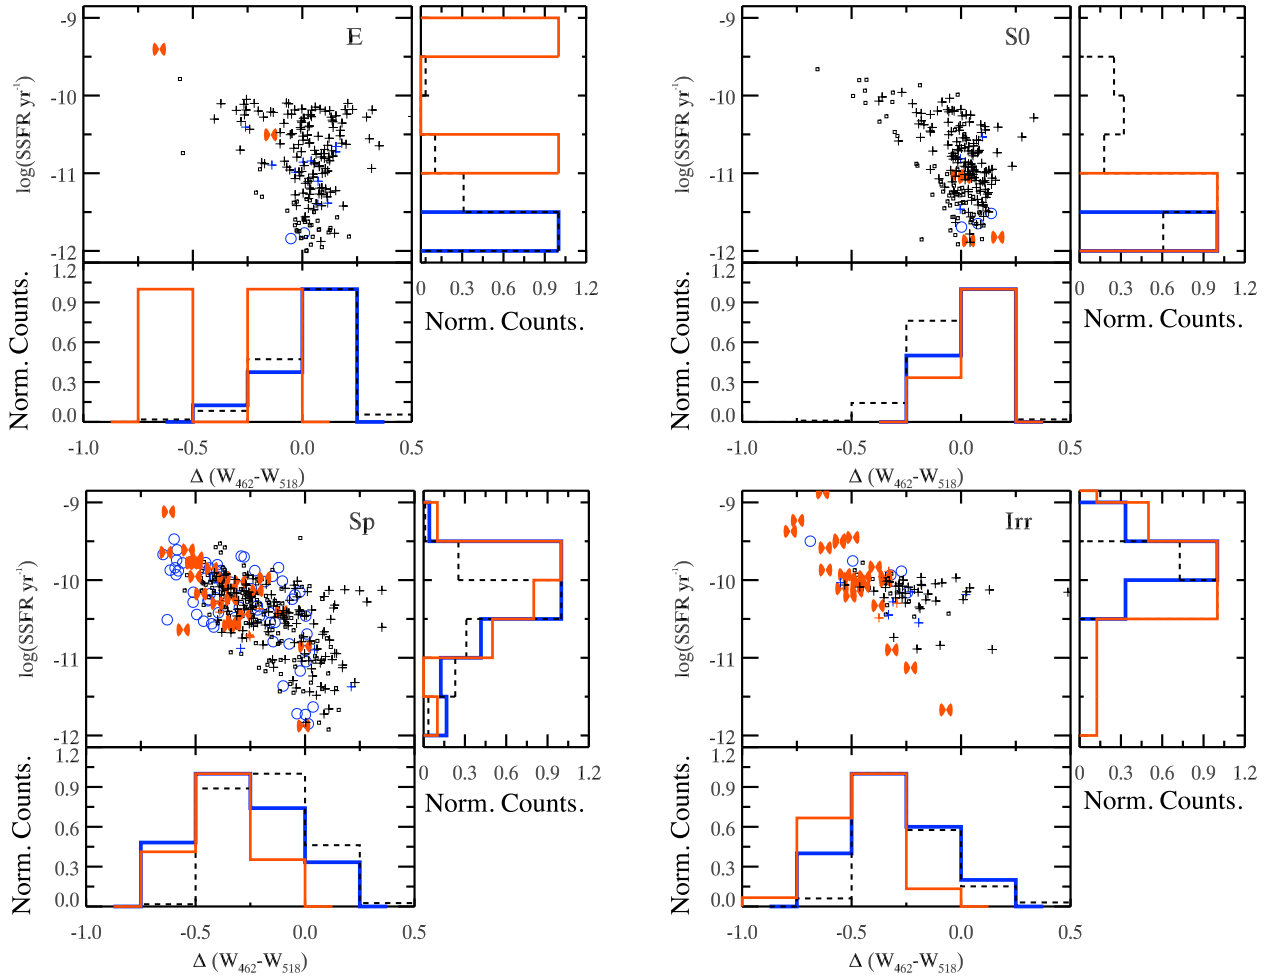 E
-9
-10
-11
-12
log(SSFR yr⁻¹)
0 0.3 0.6 0.9 1.2
Norm. Counts.
1.2
0.9
0.6
0.3
0.0
Norm. Counts.
-1.0 -0.5 0.0 0.5
Δ (W₄₆₂-W₅₁₈)
S0
-9
-10
-11
-12
log(SSFR yr⁻¹)
0 0.3 0.6 0.9 1.2
Norm. Counts.
1.2
0.9
0.6
0.3
0.0
Norm. Counts.
-1.0 -0.5 0.0 0.5
Δ (W₄₆₂-W₅₁₈)
Sp
-9
-10
-11
-12
log(SSFR yr⁻¹)
0 0.3 0.6 0.9 1.2
Norm. Counts.
1.2
0.9
0.6
0.3
0.0
Norm. Counts.
-1.0 -0.5 0.0 0.5
Δ (W₄₆₂-W₅₁₈)
Irr
-9
-10
-11
-12
log(SSFR yr⁻¹)
0 0.3 0.6 0.9 1.2
Norm. Counts.
1.2
0.9
0.6
0.3
0.0
Norm. Counts.
-1.0 -0.5 0.0 0.5
Δ (W₄₆₂-W₅₁₈)